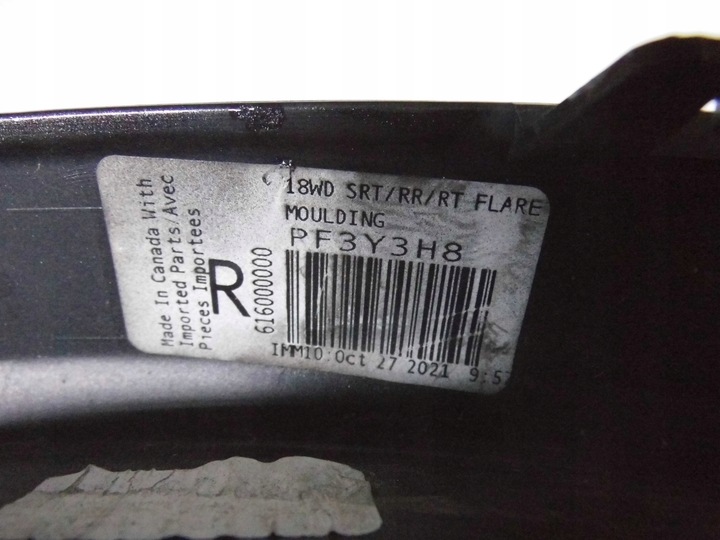 Made In Canada With
Imported Parts/Avec
Pieces Importees
R
616000000
18WD SRT/RR/RT FLARE
MOULDING
PF3Y3H8
IMM10:Oct 27 2021